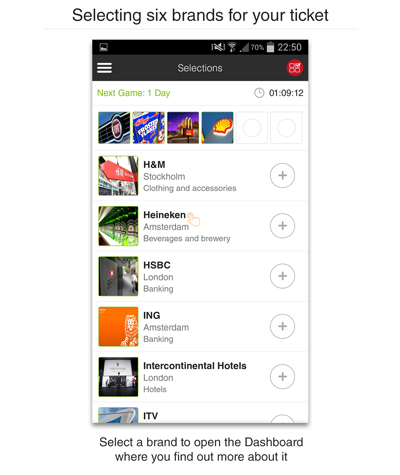 Selecting six brands for your ticket
70% 22:50
Selections
Next Game: 1 Day 01:09:12
H&M
Stockholm
Clothing and accessories
Heineken
Amsterdam
Beverages and brewery
HSBC
London
Banking
ING
Amsterdam
Banking
Intercontinental Hotels
London
Hotels
ITV
Select a brand to open the Dashboard
where you find out more about it